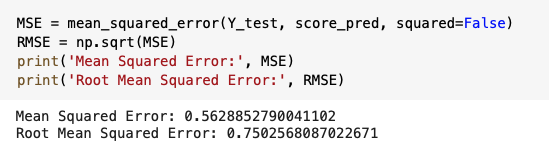 MSE = mean_squared_error(Y_test, score_pred, squared=False)
RMSE = np.sqrt(MSE)
print('Mean Squared Error:', MSE)
print('Root Mean Squared Error:', RMSE)
Mean Squared Error: 0.5628852790041102
Root Mean Squared Error: 0.7502568087022671